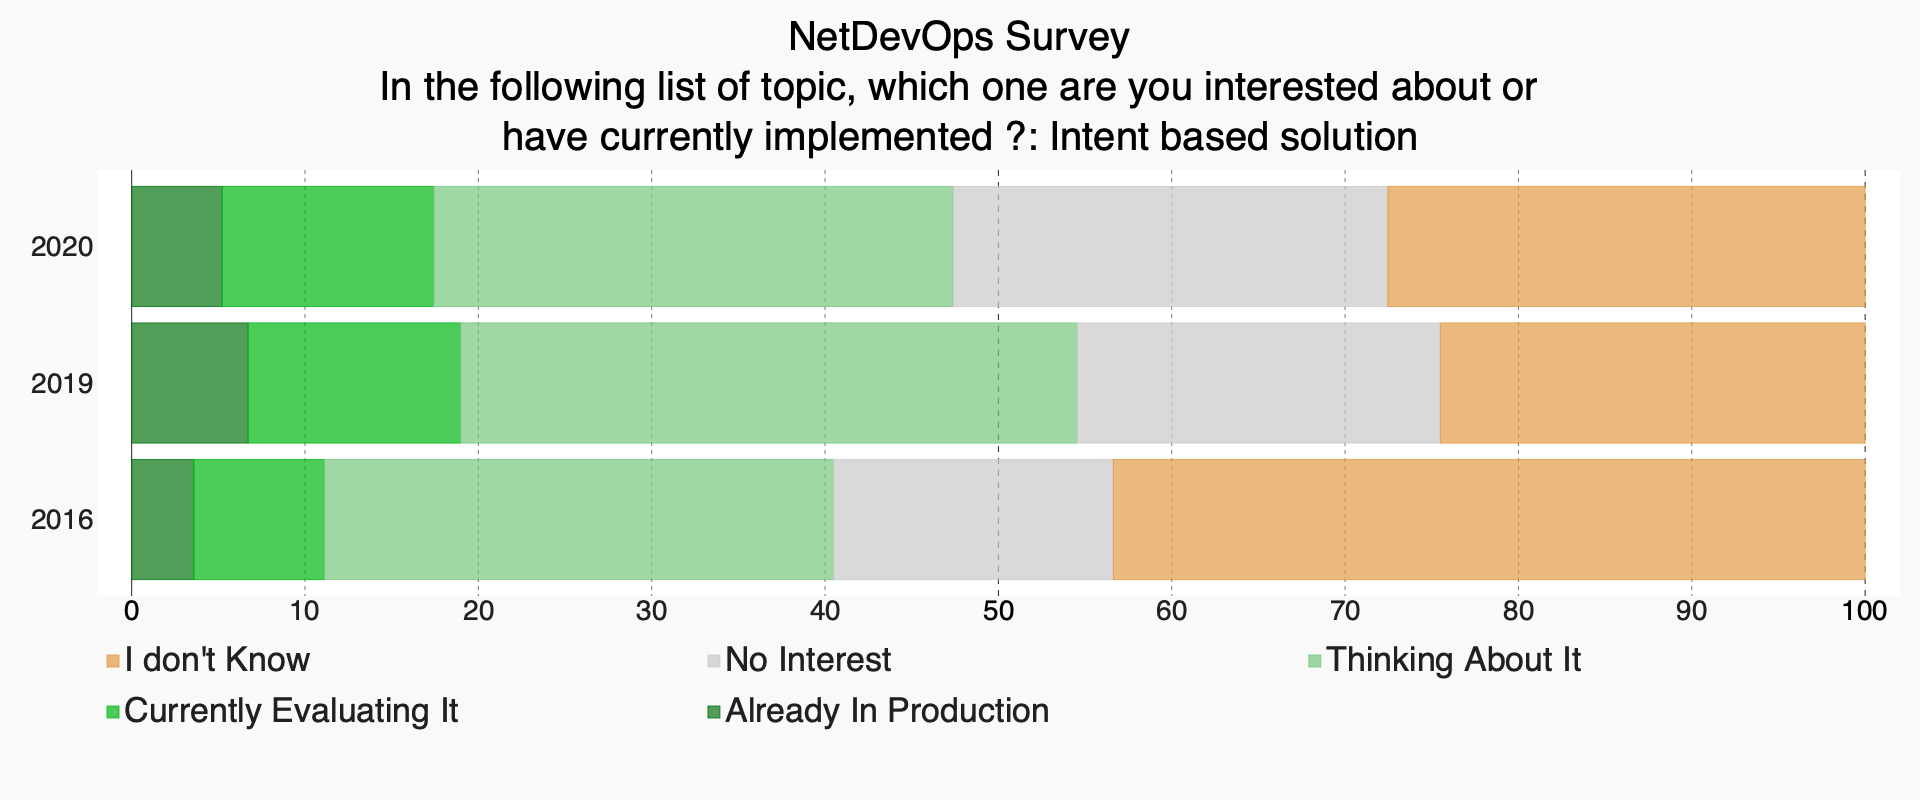 NetDevOps Survey
In the following list of topic, which one are you interested about or
have currently implemented ?: Intent based solution
2020
2019
2016
0 10 20 30 40 50 60 70 80 90 100
I don't Know No Interest Thinking About It
Currently Evaluating It Already In Production